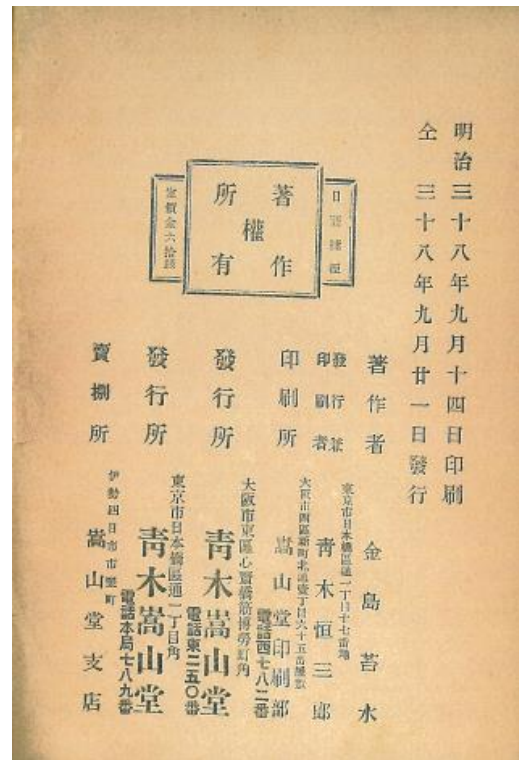 明治三十八年九月十四日印刷
仝 三十八年九月廿一日發行
日
著作
權
所有
定價金六拾錢
著作者 金島苔水
發行兼
印刷者
東京市日本橋區通一丁目十七番地
青木恒三郎
印刷所
大阪市西區新町北通壹丁目六十五番
嵩山堂印刷部
電話西七八二番
發行所
大阪市東區心齋橋筋博勞町角
青木嵩山堂
電話東二五〇番
發行所
東京市日本橋區通一丁目角
青木嵩山堂
電話本局七八九番
賣捌所
伊勢四日市市竪町
嵩山堂支店